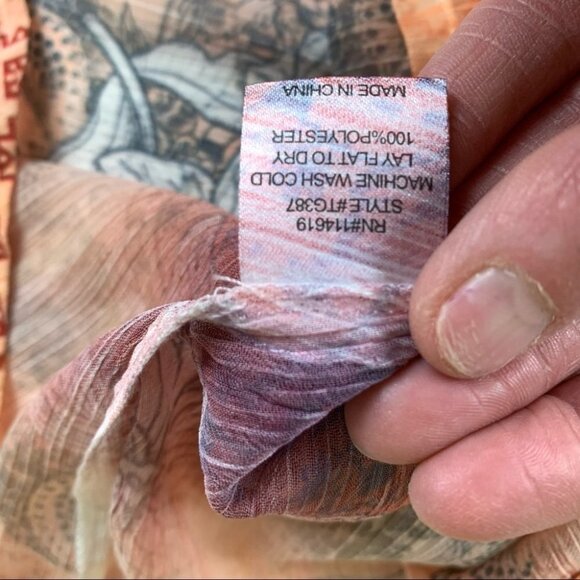 RN#114619
STYLE#TG387
MACHINE WASH COLD
LAY FLAT TO DRY
100%POLYESTER
MADE IN CHINA